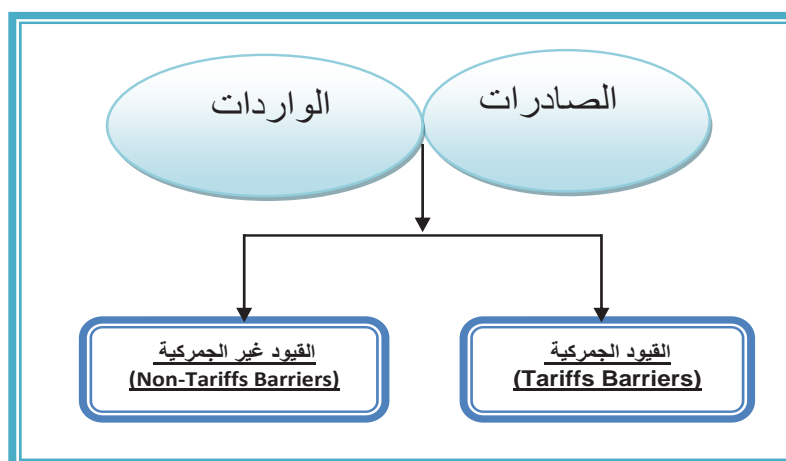 الصادرات
الواردات
القيود الجمركية
(Tariffs Barriers)
القيود غير الجمركية
(Non-Tariffs Barriers)